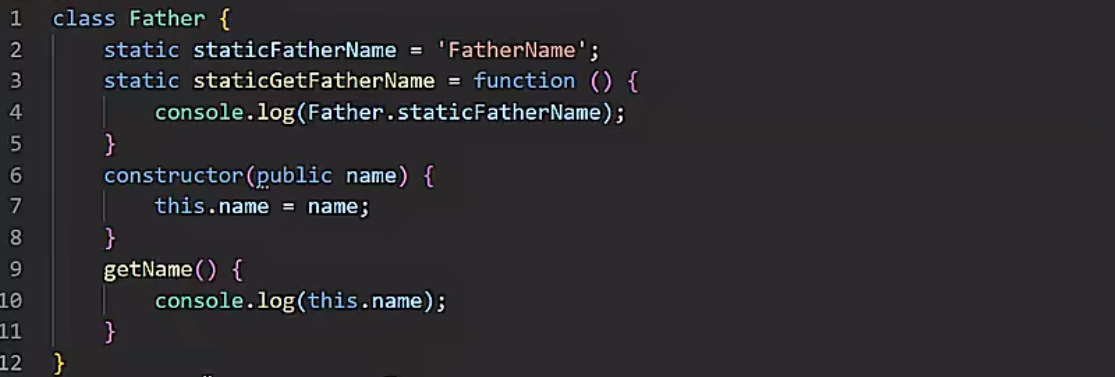 1 class Father {
2 static staticFatherName = 'FatherName';
3 static staticGetFatherName = function () {
4 console.log(Father.staticFatherName);
5 }
6 constructor(public name) {
7 this.name = name;
8 }
9 getName() {
10 console.log(this.name);
11 }
12 }